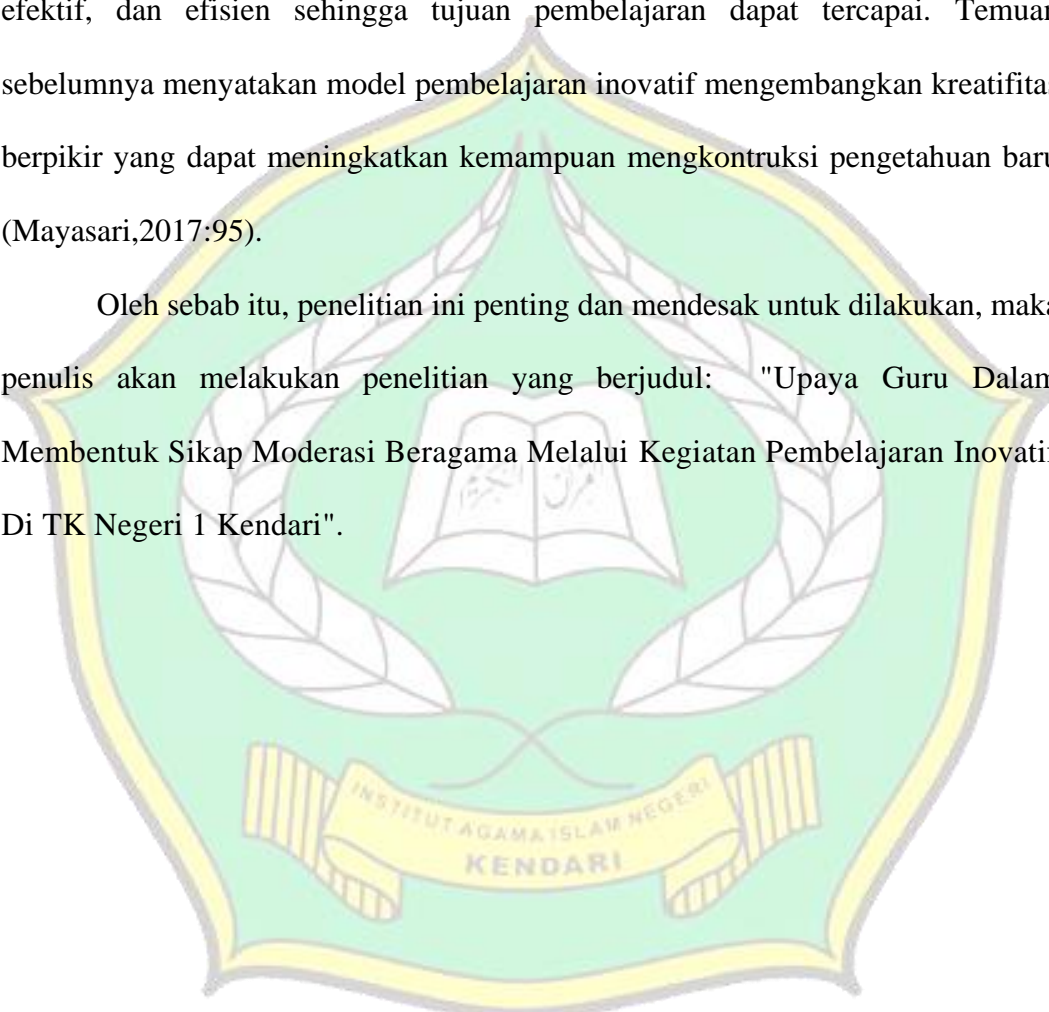 efektif, dan efisien sehingga tujuan pembelajaran dapat tercapai. Temuan
sebelumnya menyatakan model pembelajaran inovatif mengembangkan kreatifitas
berpikir yang dapat meningkatkan kemampuan mengkontruksi pengetahuan baru
(Mayasari,2017:95).
Oleh sebab itu, penelitian ini penting dan mendesak untuk dilakukan, maka
penulis akan melakukan penelitian yang berjudul: "Upaya Guru Dalam
Membentuk Sikap Moderasi Beragama Melalui Kegiatan Pembelajaran Inovatif
Di TK Negeri 1 Kendari".
INSTITUT AGAMA ISLAM NEGERI
KENDARI